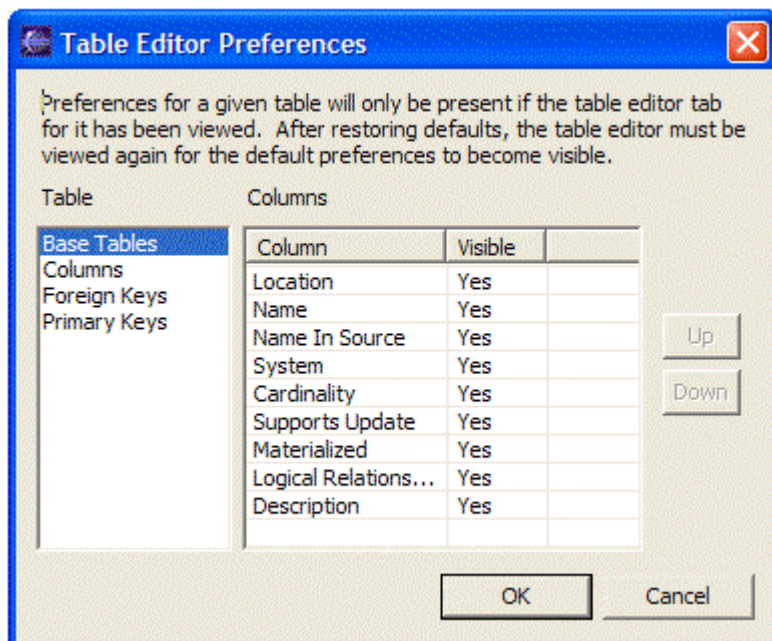 Table Editor Preferences
Preferences for a given table will only be present if the table editor tab
for it has been viewed. After restoring defaults, the table editor must be
viewed again for the default preferences to become visible.
Table Columns
Base Tables
Columns
Foreign Keys
Primary Keys
Column Visible
Location Yes
Name Yes
Name In Source Yes
System Yes
Cardinality Yes
Supports Update Yes
Materialized Yes
Logical Relations... Yes
Description Yes
Up
Down
OK Cancel